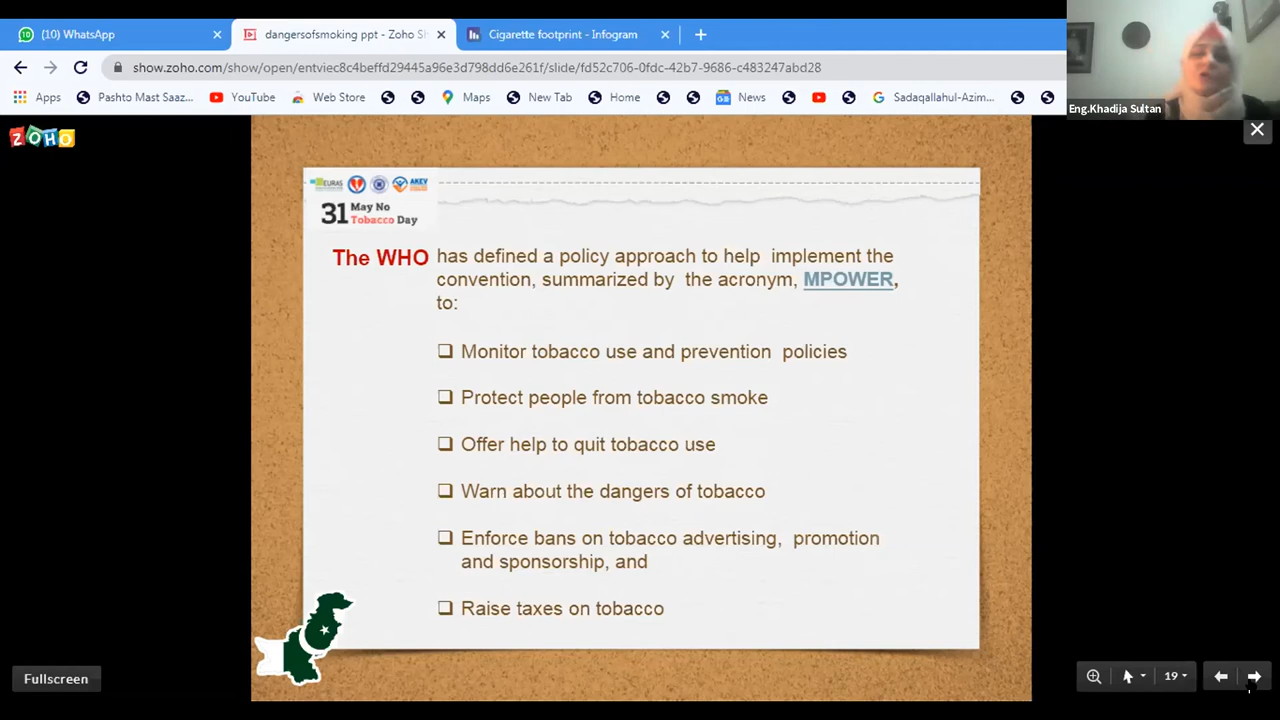 (10) WhatsApp
dangersofsmoking ppt - Zoho Sh
Cigarette footprint - Infogram
show.zoho.com/show/open/entviec8c4beffd29445a96e3d798dd6e261f/slide/fd52c706-0fdc-42b7-9686-c483247abd28
Apps Pashto Mast Saaz... YouTube Web Store Maps New Tab Home News Sadaqallahul-Azim...
Eng.Khadija Sultan
ZOHO
EURAS AKEV
31 May No
Tobacco Day
The WHO has defined a policy approach to help implement the
convention, summarized by the acronym, MPOWER,
to:
Monitor tobacco use and prevention policies
Protect people from tobacco smoke
Offer help to quit tobacco use
Warn about the dangers of tobacco
Enforce bans on tobacco advertising, promotion
and sponsorship, and
Raise taxes on tobacco
Fullscreen
19